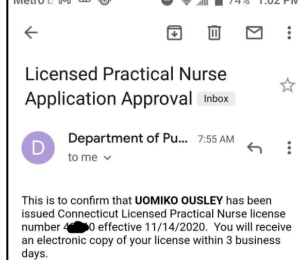 74% 1:02 PM
Licensed Practical Nurse
Application Approval Inbox
D
Department of Pu... 7:55 AM
to me
This is to confirm that UOMIKO OUSLEY has been
issued Connecticut Licensed Practical Nurse license
number 4 0 effective 11/14/2020. You will receive
an electronic copy of your license within 3 business
days.